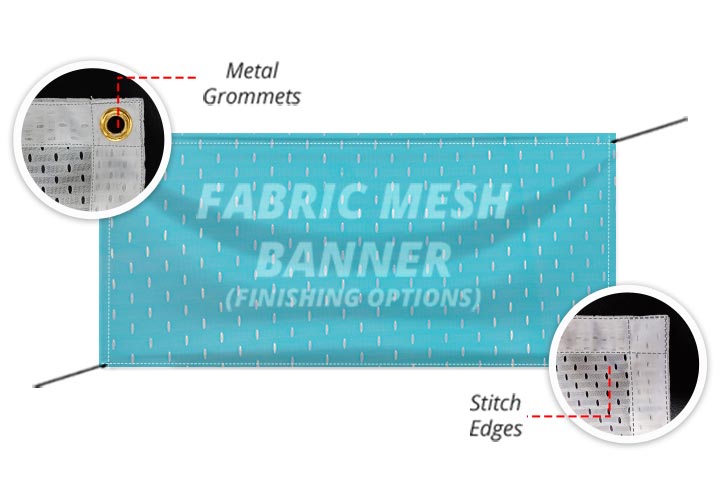 Metal
Grommets
FABRIC MESH
BANNER
(FINISHING OPTIONS)
Stitch
Edges